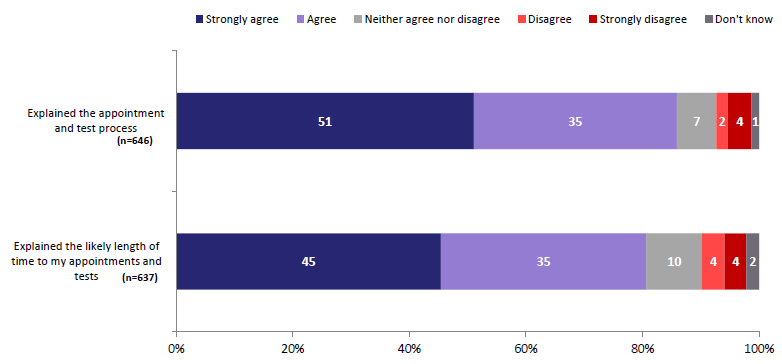 Strongly agree Agree Neither agree nor disagree Disagree Strongly disagree Don't know
Explained the appointment
and test process
(n=646)
51 35 7 2 4 1
Explained the likely length of
time to my appointments and
tests (n=637)
45 35 10 4 4 2
0% 20% 40% 60% 80% 100%